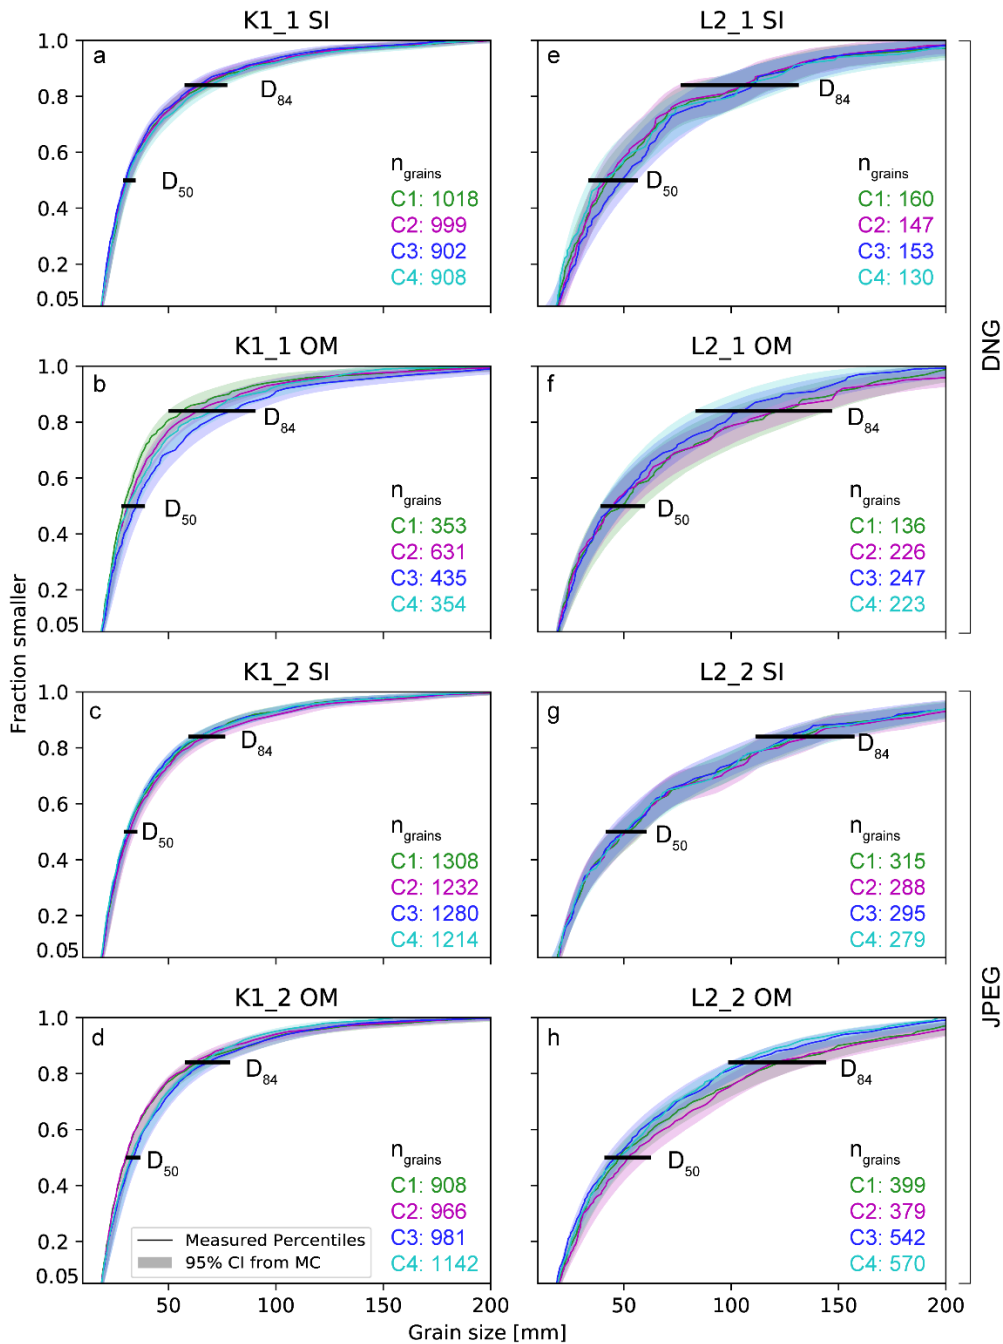 K1_1 SI
a
1.0
0.8
0.6
0.4
0.2
0.05
D84
D50
ngrains
C1: 1018
C2: 999
C3: 902
C4: 908
L2_1 SI
e
D84
D50
ngrains
C1: 160
C2: 147
C3: 153
C4: 130
K1_1 OM
b
1.0
0.8
0.6
0.4
0.2
0.05
D84
D50
ngrains
C1: 353
C2: 631
C3: 435
C4: 354
L2_1 OM
f
D84
D50
ngrains
C1: 136
C2: 226
C3: 247
C4: 223
DNG
Fraction smaller
K1_2 SI
c
1.0
0.8
0.6
0.4
0.2
0.05
D84
D50
ngrains
C1: 1308
C2: 1232
C3: 1280
C4: 1214
L2_2 SI
g
D84
D50
ngrains
C1: 315
C2: 288
C3: 295
C4: 279
K1_2 OM
d
1.0
0.8
0.6
0.4
0.2
0.05
D84
D50
ngrains
C1: 908
C2: 966
C3: 981
C4: 1142
Measured Percentiles
95% CI from MC
50 100 150 200
L2_2 OM
h
D84
D50
ngrains
C1: 399
C2: 379
C3: 542
C4: 570
50 100 150 200
JPEG
Grain size [mm]